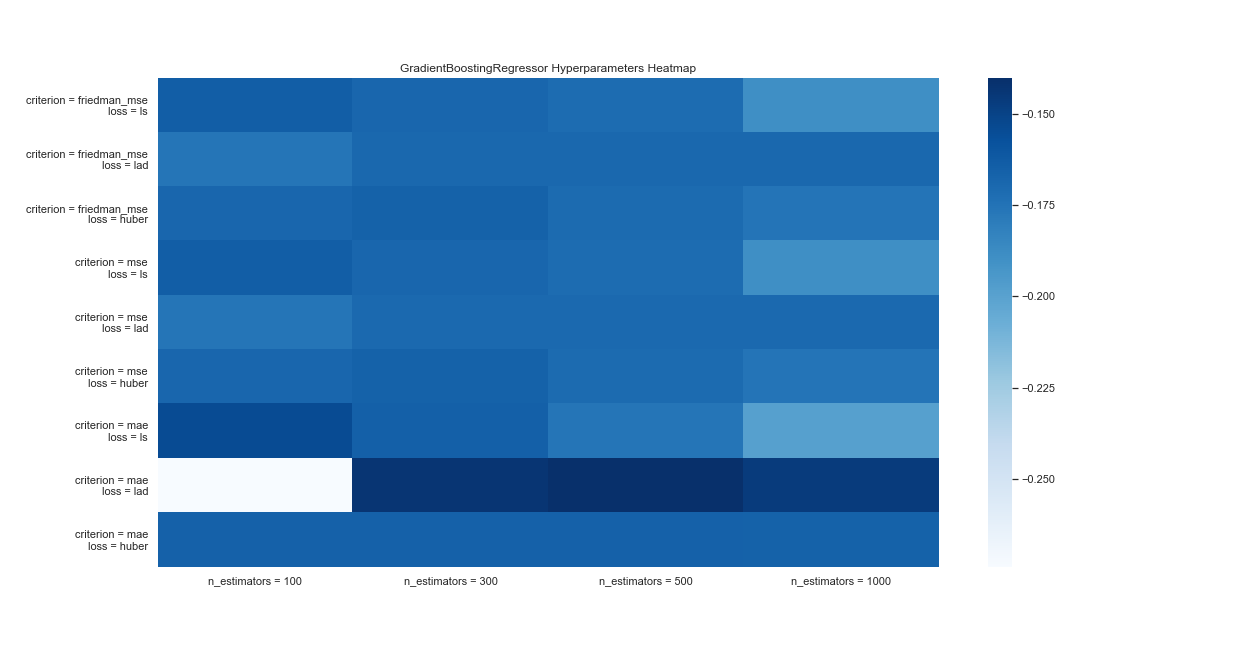 GradientBoostingRegressor Hyperparameters Heatmap
criterion = friedman_mse
loss = ls
criterion = friedman_mse
loss = lad
criterion = friedman_mse
loss = huber
criterion = mse
loss = ls
criterion = mse
loss = lad
criterion = mse
loss = huber
criterion = mae
loss = ls
criterion = mae
loss = lad
criterion = mae
loss = huber
n_estimators = 100
n_estimators = 300
n_estimators = 500
n_estimators = 1000
−0.150
−0.175
−0.200
−0.225
−0.250